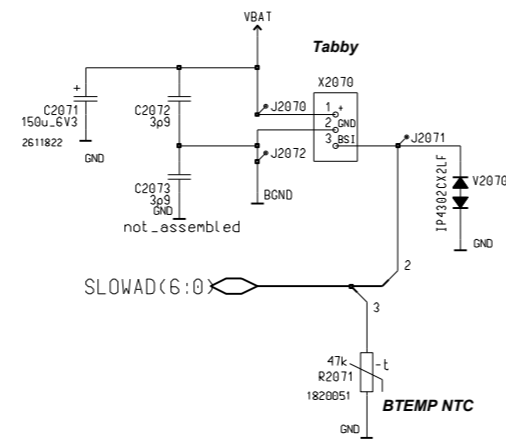 VBAT
Tabby
X2070
J2070
1 +
2 GND
3 BSI
J2071
J2072
C2071
150u_6V3
2611822
GND
C2072
3p9
C2073
3p9
GND
not_assembled
BGND
IP4302CX2LF
V2070
GND
SLOWAD(6:0)
2
3
47k
-t
R2071
1820051
BTEMP NTC
GND
+